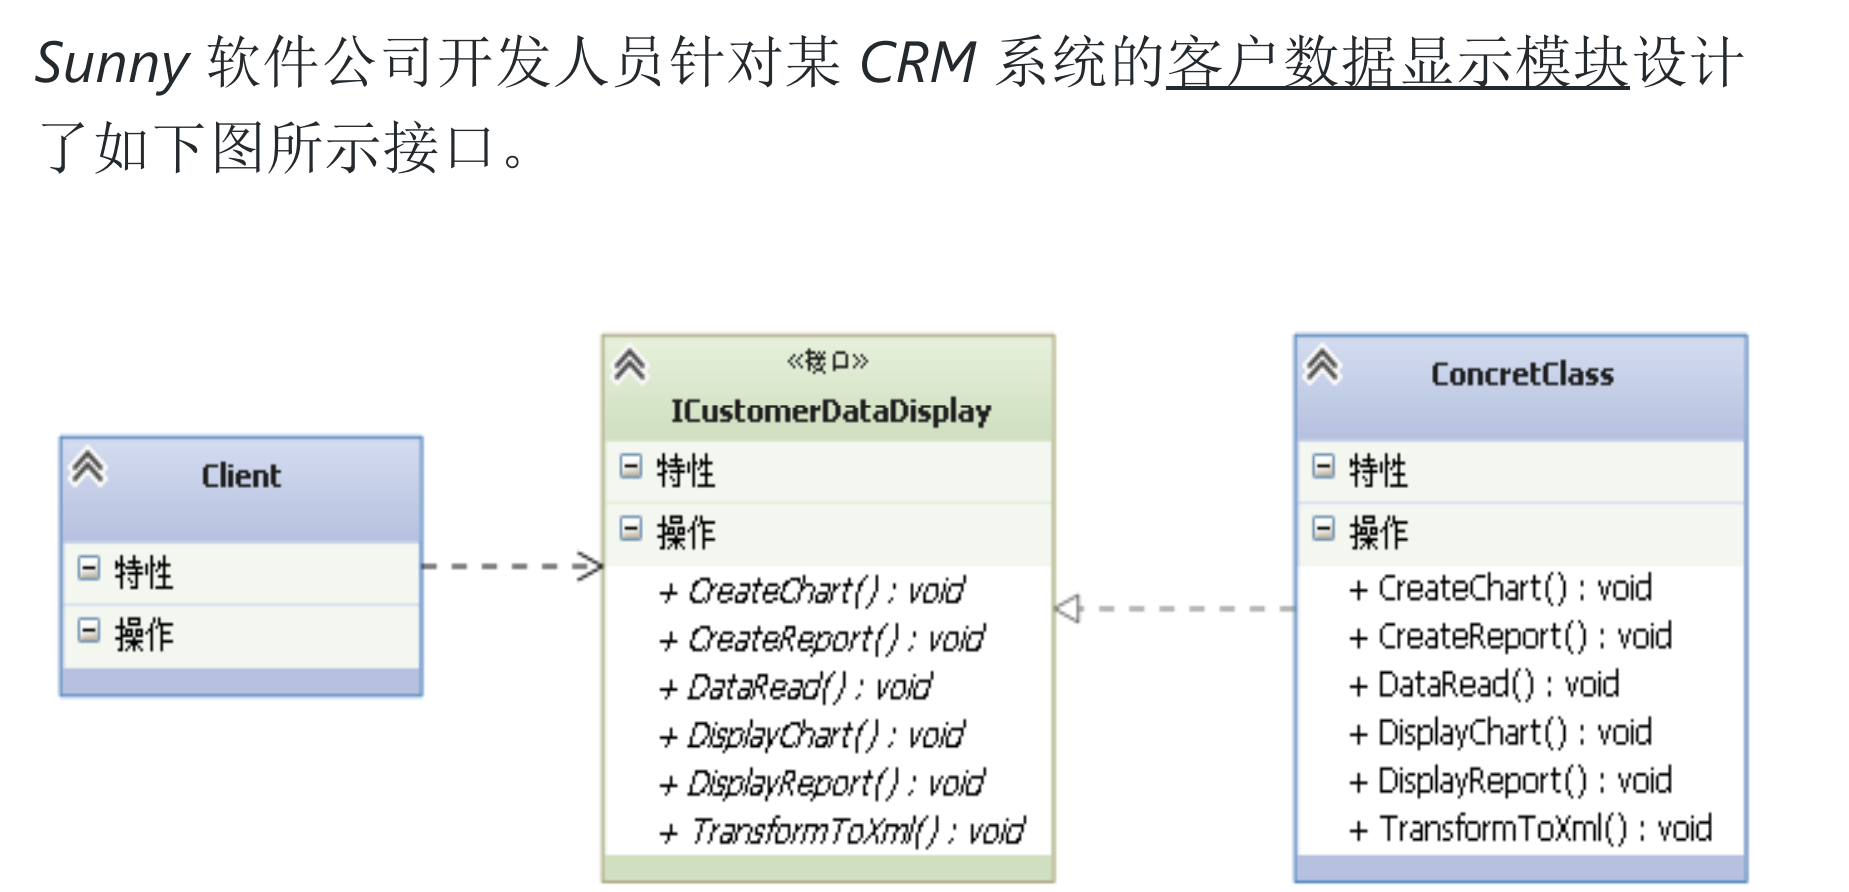 Sunny 软件公司开发人员针对某 CRM 系统的客户数据显示模块设计
了如下图所示接口。
Client
特性
操作
«接口»
ICustomerDataDisplay
特性
操作
+ CreateChart() : void
+ CreateReport() : void
+ DataRead() : void
+ DisplayChart() : void
+ DisplayReport() : void
+ TransformToXml() : void
ConcretClass
特性
操作
+ CreateChart() : void
+ CreateReport() : void
+ DataRead() : void
+ DisplayChart() : void
+ DisplayReport() : void
+ TransformToXml() : void